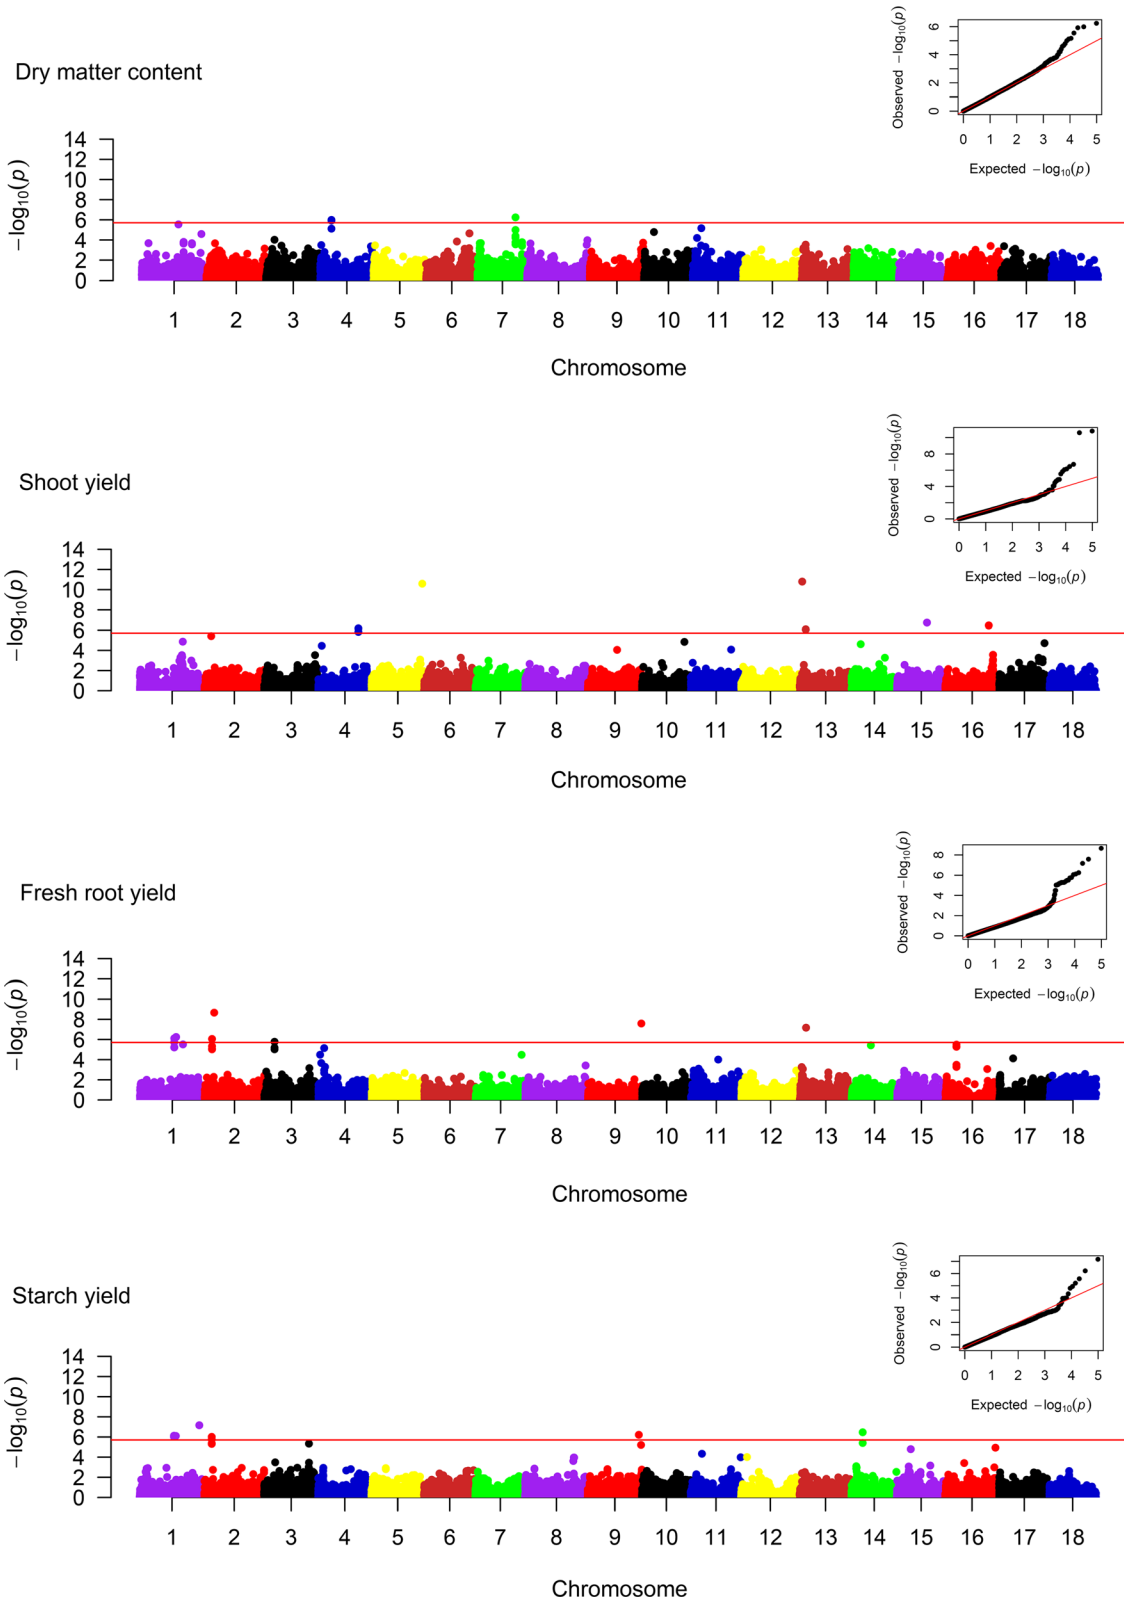 Dry matter content
Observed −log10(p)
0 2 4 6
0 1 2 3 4 5
Expected −log10(p)
−log10(p)
14
12
10
8
6
4
2
0
1 2 3 4 5 6 7 8 9 10 11 12 13 14 15 16 17 18
Chromosome
Shoot yield
Observed −log10(p)
0 4 8
0 1 2 3 4 5
Expected −log10(p)
−log10(p)
14
12
10
8
6
4
2
0
1 2 3 4 5 6 7 8 9 10 11 12 13 14 15 16 17 18
Chromosome
Fresh root yield
Observed −log10(p)
0 2 4 6 8
0 1 2 3 4 5
Expected −log10(p)
−log10(p)
14
12
10
8
6
4
2
0
1 2 3 4 5 6 7 8 9 10 11 12 13 14 15 16 17 18
Chromosome
Starch yield
Observed −log10(p)
0 2 4 6
0 1 2 3 4 5
Expected −log10(p)
−log10(p)
14
12
10
8
6
4
2
0
1 2 3 4 5 6 7 8 9 10 11 12 13 14 15 16 17 18
Chromosome